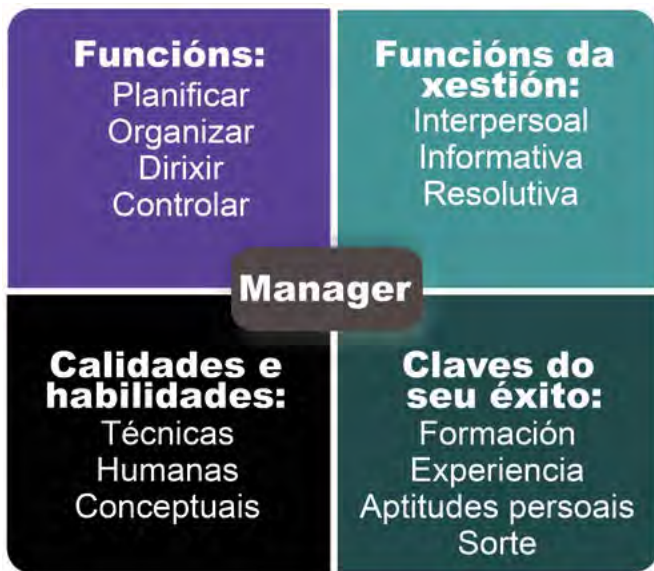 Funcións:
Planificar
Organizar
Dirixir
Controlar
Funcións da
xestión:
Interpersoal
Informativa
Resolutiva
Manager
Calidades e
habilidades:
Técnicas
Humanas
Conceptuais
Claves do
seu éxito:
Formación
Experiencia
Aptitudes persoais
Sorte